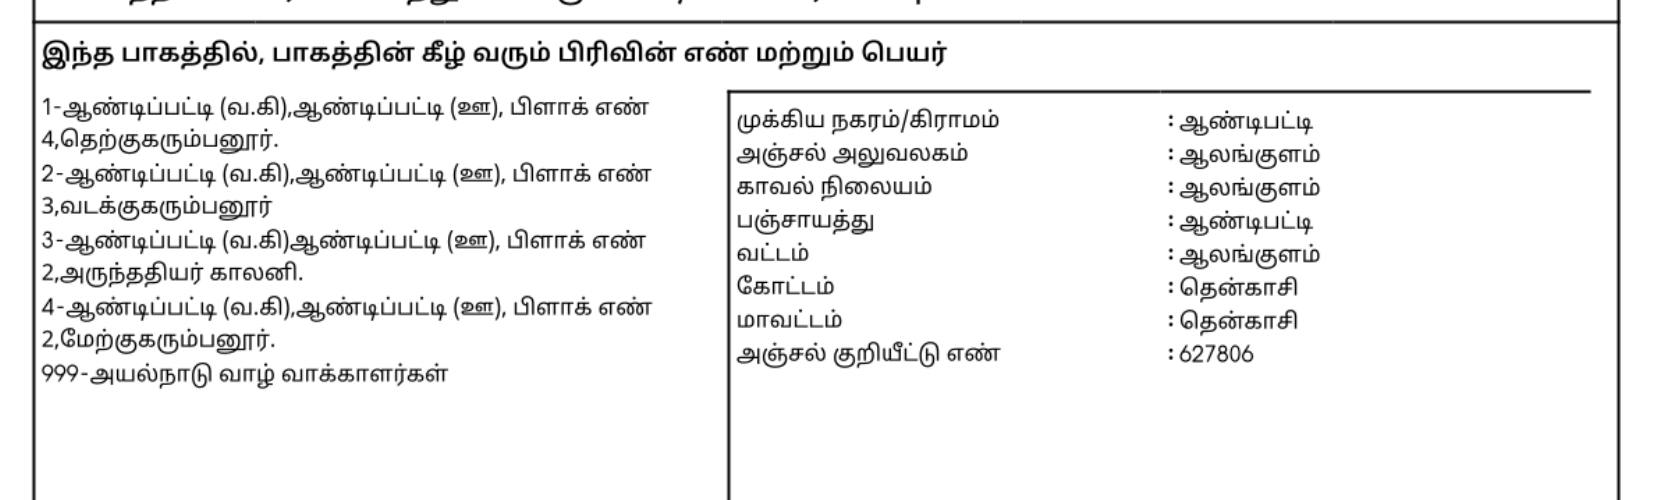 இந்த பாகத்தில், பாகத்தின் கீழ் வரும் பிரிவின் எண் மற்றும் பெயர்
1-ஆண்டிப்பட்டி (வ.கி),ஆண்டிப்பட்டி (ஊ), பிளாக் எண்
4,தெற்குகரும்பனூர்.
2-ஆண்டிப்பட்டி (வ.கி),ஆண்டிப்பட்டி (ஊ), பிளாக் எண்
3,வடக்குகரும்பனூர்
3-ஆண்டிப்பட்டி (வ.கி)ஆண்டிப்பட்டி (ஊ), பிளாக் எண்
2,அருந்ததியர் காலனி.
4-ஆண்டிப்பட்டி (வ.கி),ஆண்டிப்பட்டி (ஊ), பிளாக் எண்
2,மேற்குகரும்பனூர்.
999-அயல்நாடு வாழ் வாக்காளர்கள்
முக்கிய நகரம்/கிராமம் : ஆண்டிபட்டி
அஞ்சல் அலுவலகம் : ஆலங்குளம்
காவல் நிலையம் : ஆலங்குளம்
பஞ்சாயத்து : ஆண்டிபட்டி
வட்டம் : ஆலங்குளம்
கோட்டம் : தென்காசி
மாவட்டம் : தென்காசி
அஞ்சல் குறியீட்டு எண் : 627806